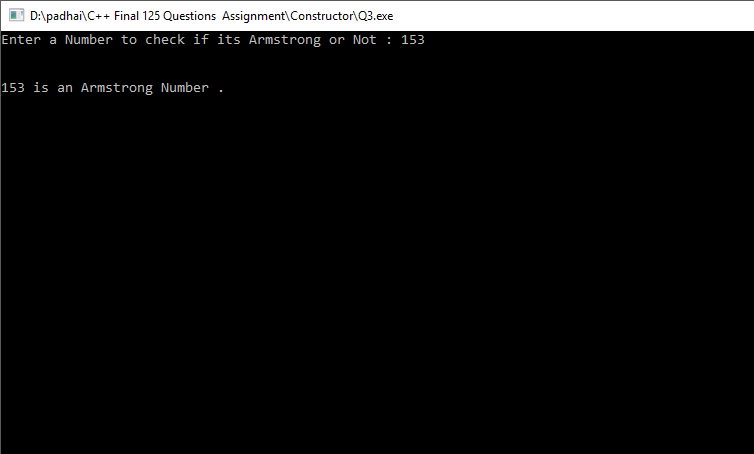 D:\padhai\C++ Final 125 Questions  Assignment\Constructor\Q3.exe
Enter a Number to check if its Armstrong or Not : 153
153 is an Armstrong Number .